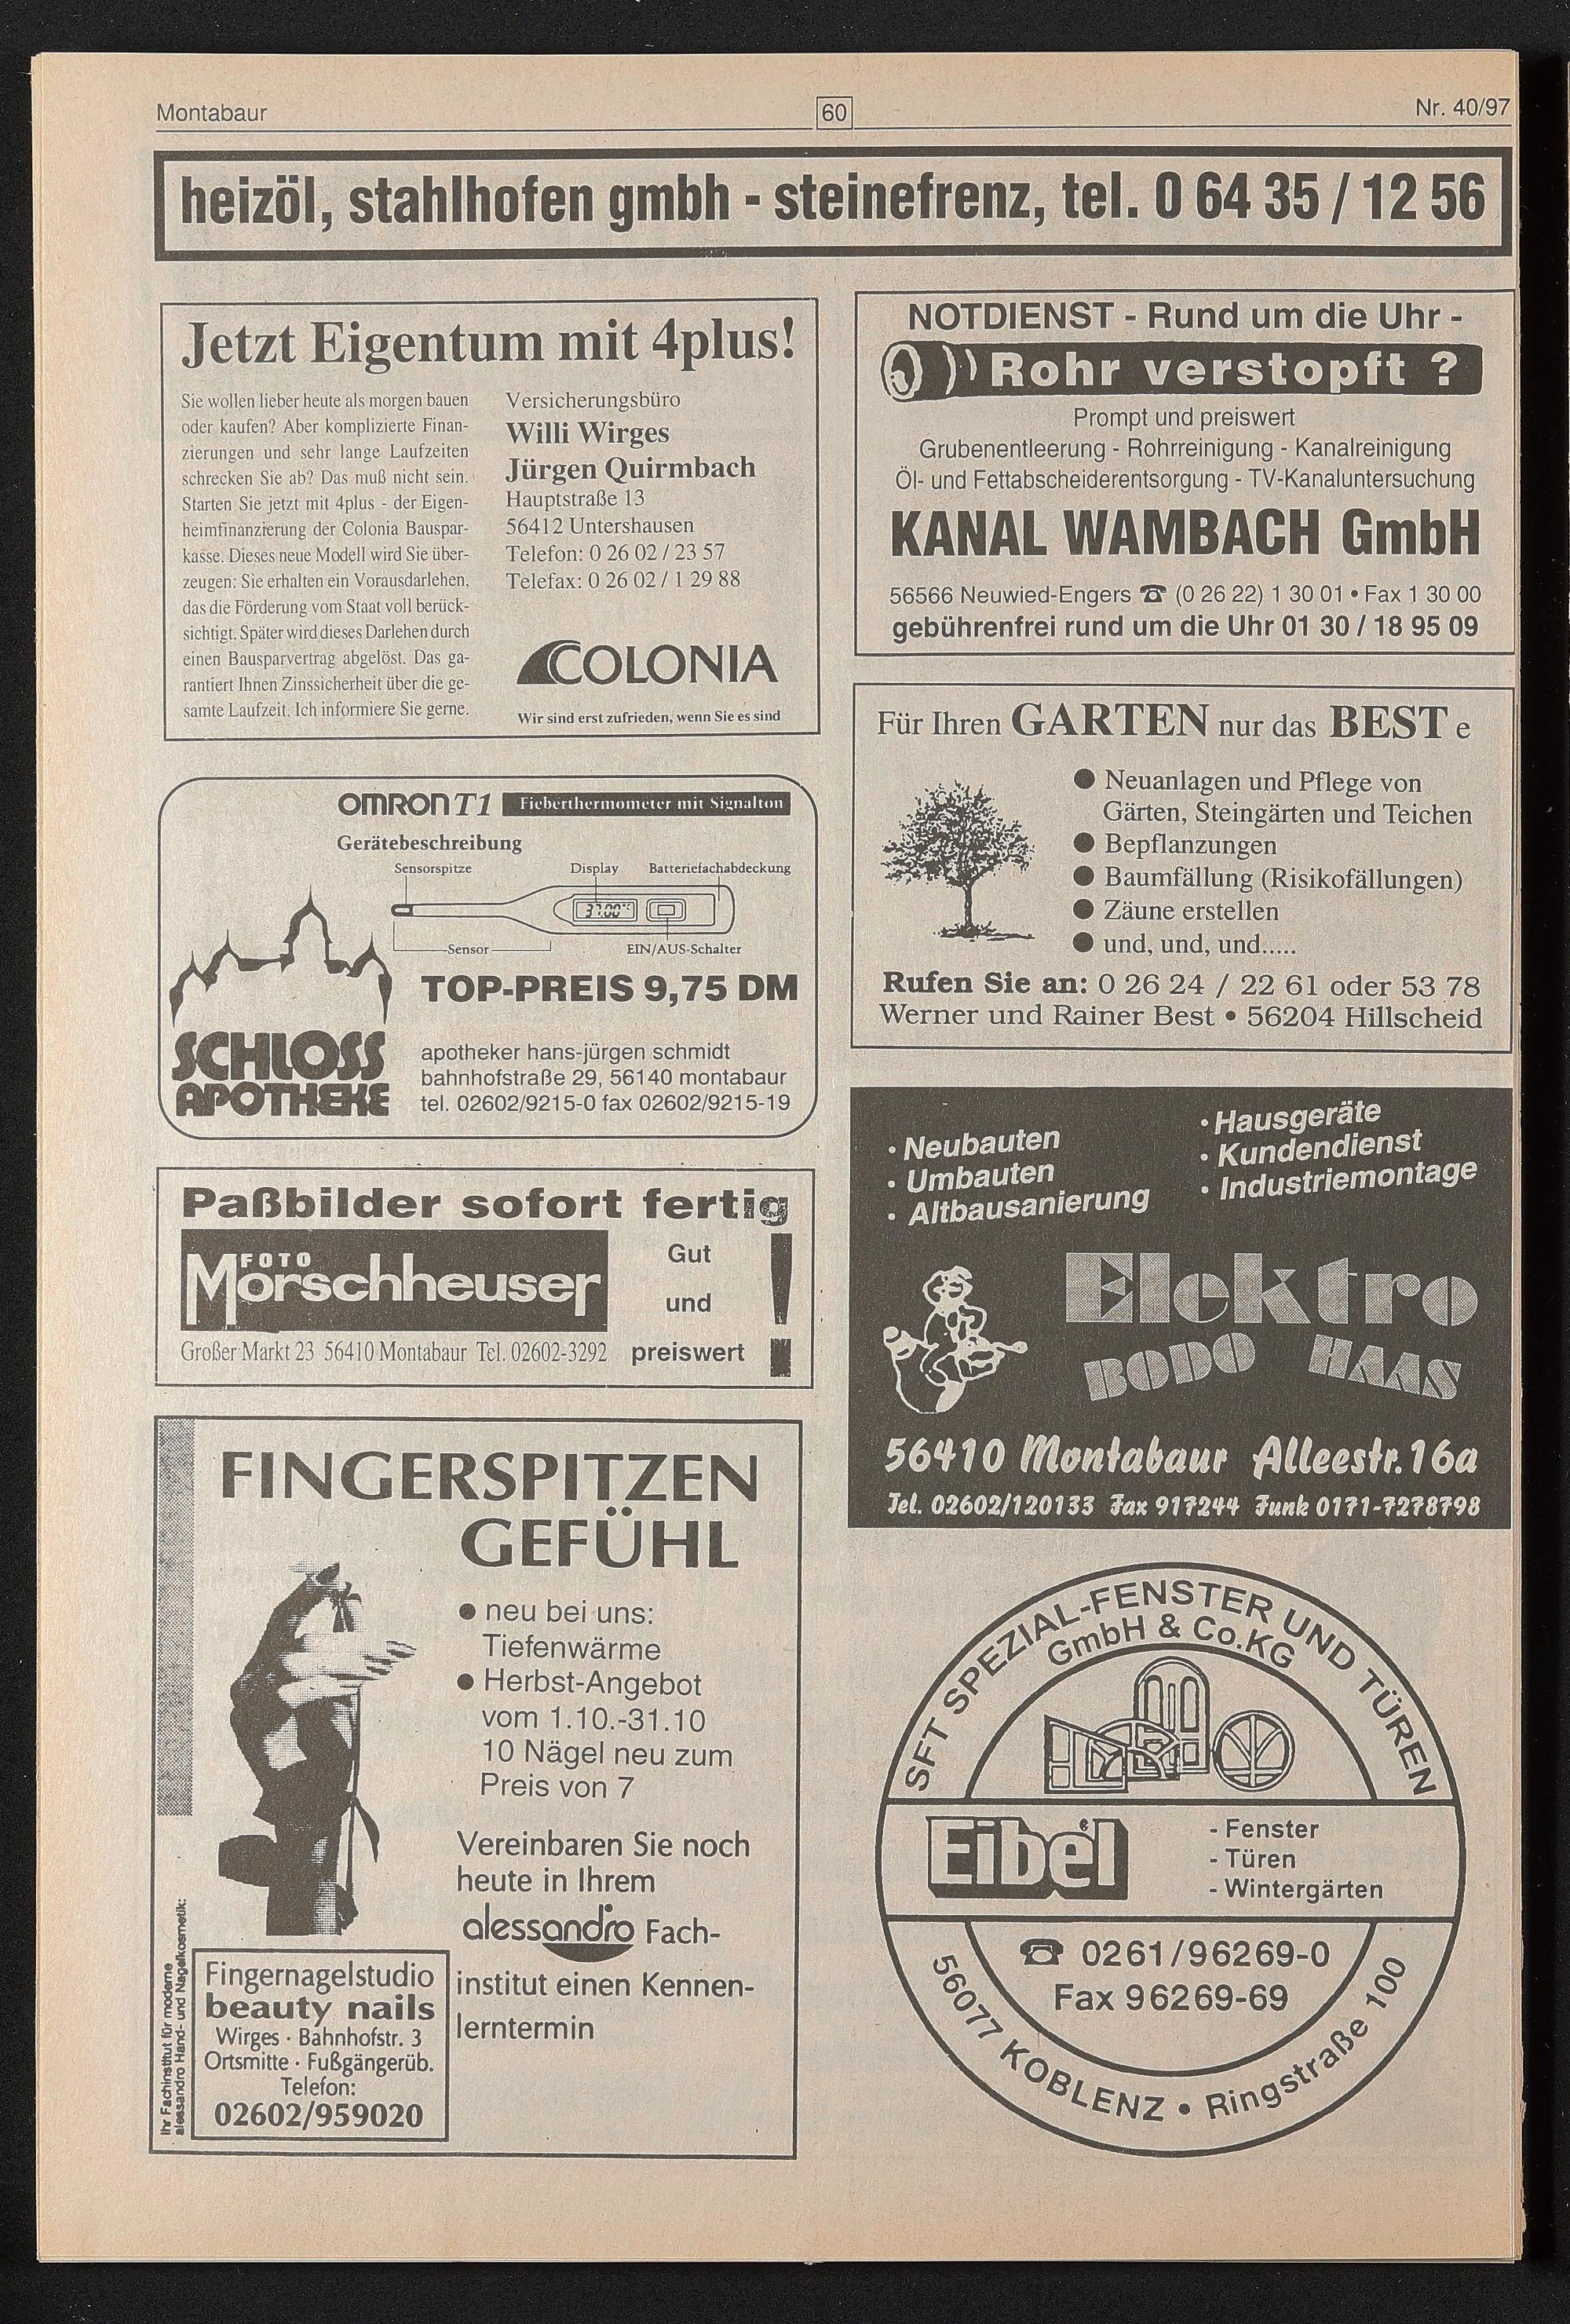 Montabaur
60
Nr. 40/97
heizöl, stahlhofen gmbh - steinefrenz, tel. 0 64 35 / 12 56
Jetzt Eigentum mit 4plus!
Sie wollen lieber heute als morgen bauen
oder kaufen? Aber komplizierte Finan-
zierungen und sehr lange Laufzeiten
schrecken Sie ab? Das muß nicht sein.
Starten Sie jetzt mit 4plus - der Eigen-
heimfinanzierung der Colonia Bauspar-
kasse. Dieses neue Modell wird Sie über-
zeugen: Sie erhalten ein Vorausdarlehen,
das die Förderung vom Staat voll berück-
sichtigt. Später wird dieses Darlehen durch
einen Bausparvertrag abgelöst. Das ga-
rantiert Ihnen Zinssicherheit über die ge-
samte Laufzeit. Ich informiere Sie gerne.
Versicherungsbüro
Willi Wirges
Jürgen Quirmbach
Hauptstraße 13
56412 Untershausen
Telefon: 0 26 02 / 23 57
Telefax: 0 26 02 / 1 29 88
COLONIA
Wir sind erst zufrieden, wenn Sie es sind
NOTDIENST - Rund um die Uhr -
Rohr verstopft ?
Prompt und preiswert
Grubenentleerung - Rohrreinigung - Kanalreinigung
Öl- und Fettabscheiderentsorgung - TV-Kanaluntersuchung
KANAL WAMBACH GmbH
56566 Neuwied-Engers ☎ (0 26 22) 1 30 01 • Fax 1 30 00
gebührenfrei rund um die Uhr 01 30 / 18 95 09
Für Ihren GARTEN nur das BEST e
● Neuanlagen und Pflege von
Gärten, Steingärten und Teichen
● Bepflanzungen
● Baumfällung (Risikofällungen)
● Zäune erstellen
● und, und, und.....
Rufen Sie an: 0 26 24 / 22 61 oder 53 78
Werner und Rainer Best • 56204 Hillscheid
OMRON T1 Fieberthermometer mit Signalton
Gerätebeschreibung
Sensorspitze Display Batteriefachabdeckung
37.00°C
Sensor EIN/AUS-Schalter
TOP-PREIS 9,75 DM
SCHLOSS
APOTHEKE
apotheker hans-jürgen schmidt
bahnhofstraße 29, 56140 montabaur
tel. 02602/9215-0 fax 02602/9215-19
· Neubauten
· Umbauten
· Altbausanierung
· Hausgeräte
· Kundendienst
· Industriemontage
Elektro
BODO HAAS
56410 Montabaur Alleestr. 16a
Tel. 02602/120133 Fax 917244 Funk 0171-7278798
Paßbilder sofort fertig
FOTO
Morschheuser
Gut
und
preiswert
!
Großer Markt 23 56410 Montabaur Tel. 02602-3292
FINGERSPITZEN
GEFÜHL
● neu bei uns:
Tiefenwärme
● Herbst-Angebot
vom 1.10.-31.10
10 Nägel neu zum
Preis von 7
Vereinbaren Sie noch
heute in Ihrem
alessandro Fach-
institut einen Kennen-
lerntermin
Ihr Fachinstitut für moderne
alessandro Hand- und Nagelkosmetik:
Fingernagelstudio
beauty nails
Wirges · Bahnhofstr. 3
Ortsmitte · Fußgängerüb.
Telefon:
02602/959020
SFT SPEZIAL-FENSTER UND TÜREN
GmbH & Co.KG
Eibel
- Fenster
- Türen
- Wintergärten
☎ 0261/96269-0
Fax 96269-69
56077 KOBLENZ • Ringstraße 100